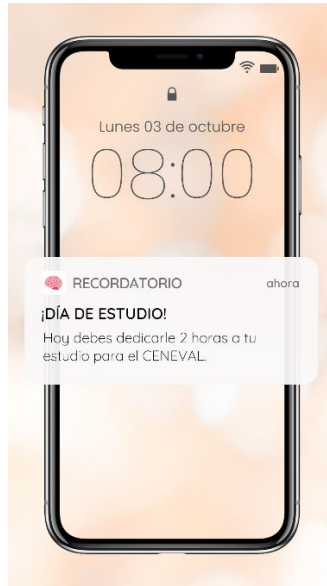 Lunes 03 de octubre
08:00
RECORDATORIO
ahora
¡DÍA DE ESTUDIO!
Hoy debes dedicarle 2 horas a tu
estudio para el CENEVAL.